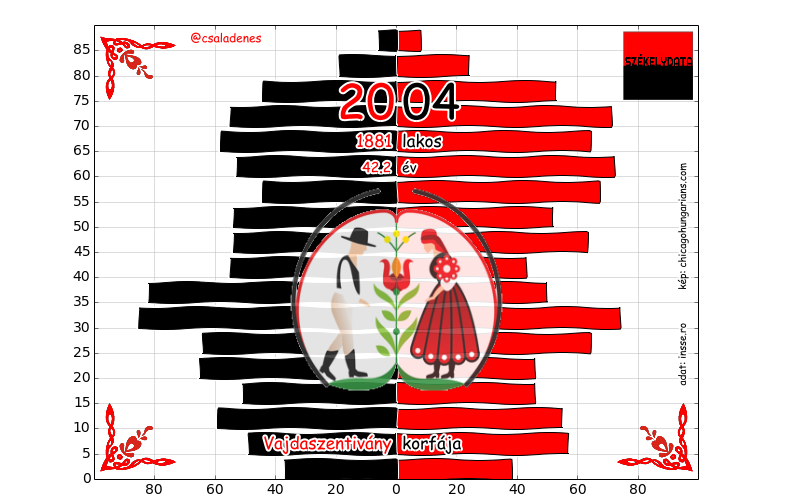 @csaladenes
SZÉKELYDATA
2004
1881 lakos
42.2 év
Vajdaszentivány korfája
kép: chicagohungarians.com
adat: insse.ro
85
80
75
70
65
60
55
50
45
40
35
30
25
20
15
10
5
0
80 60 40 20 0 20 40 60 80